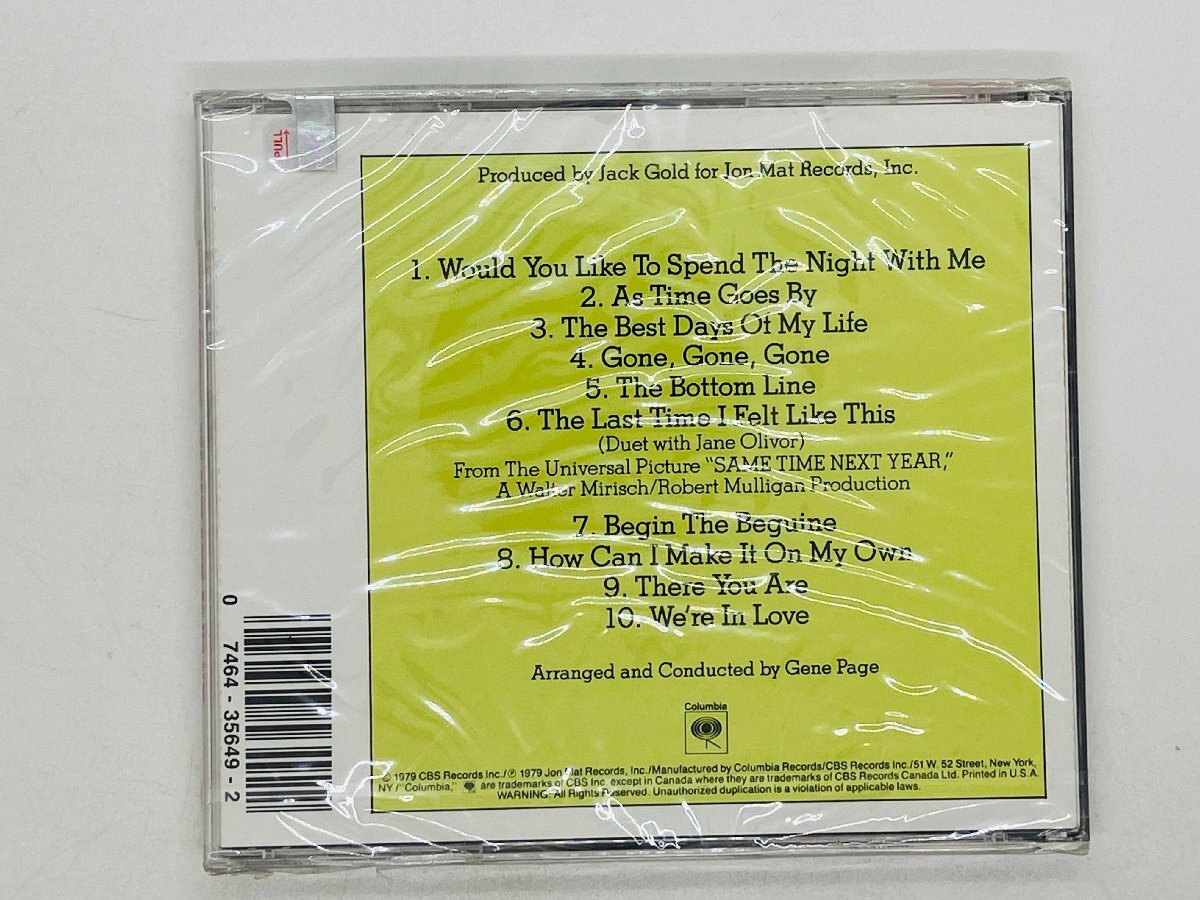 PULL
Produced by Jack Gold for Jon Mat Records, Inc.
1. Would You Like To Spend The Night With Me
2. As Time Goes By
3. The Best Days Of My Life
4. Gone, Gone, Gone
5. The Bottom Line
6. The Last Time I Felt Like This
(Duet with Jane Olivor)
From The Universal Picture "SAME TIME NEXT YEAR,"
A Walter Mirisch/Robert Mulligan Production
7. Begin The Beguine
8. How Can I Make It On My Own
9. There You Are
10. We're In Love
Arranged and Conducted by Gene Page
Columbia
© 1979 CBS Records Inc./℗ 1979 Jon Mat Records, Inc./Manufactured by Columbia Records/CBS Records Inc./51 W. 52 Street, New York,
NY/"Columbia," are trademarks of CBS Inc. except in Canada where they are trademarks of CBS Records Canada Ltd. Printed in U.S.A.
WARNING: All Rights Reserved. Unauthorized duplication is a violation of applicable laws.
0 7464 - 35649 - 2